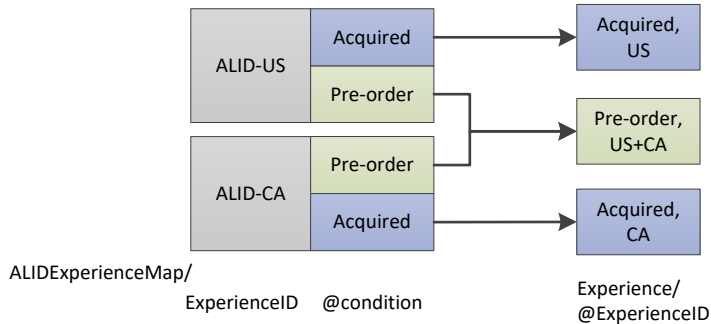 ALID-US
Acquired
Pre-order
ALID-CA
Pre-order
Acquired
Acquired,
US
Pre-order,
US+CA
Acquired,
CA
ALIDExperienceMap/
ExperienceID @condition
Experience/
@ExperienceID